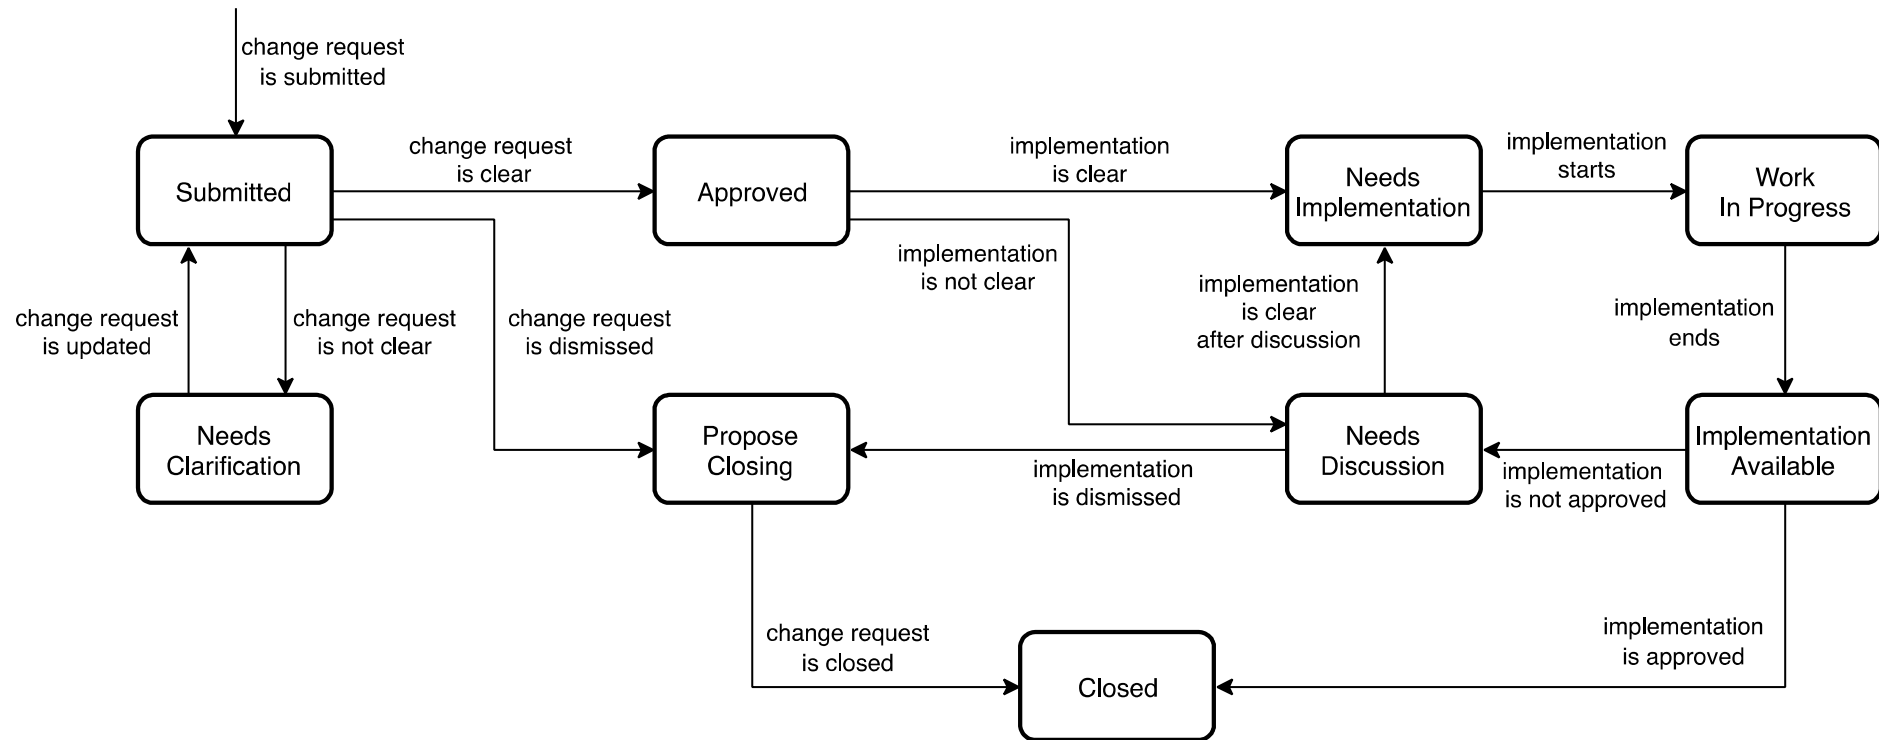 change request
is submitted
Submitted
change request
is clear
Approved
implementation
is clear
Needs
Implementation
implementation
starts
Work
In Progress
change request
is updated
change request
is not clear
change request
is dismissed
implementation
is not clear
implementation
is clear
after discussion
implementation
ends
Needs
Clarification
Propose
Closing
implementation
is dismissed
Needs
Discussion
implementation
is not approved
Implementation
Available
change request
is closed
Closed
implementation
is approved